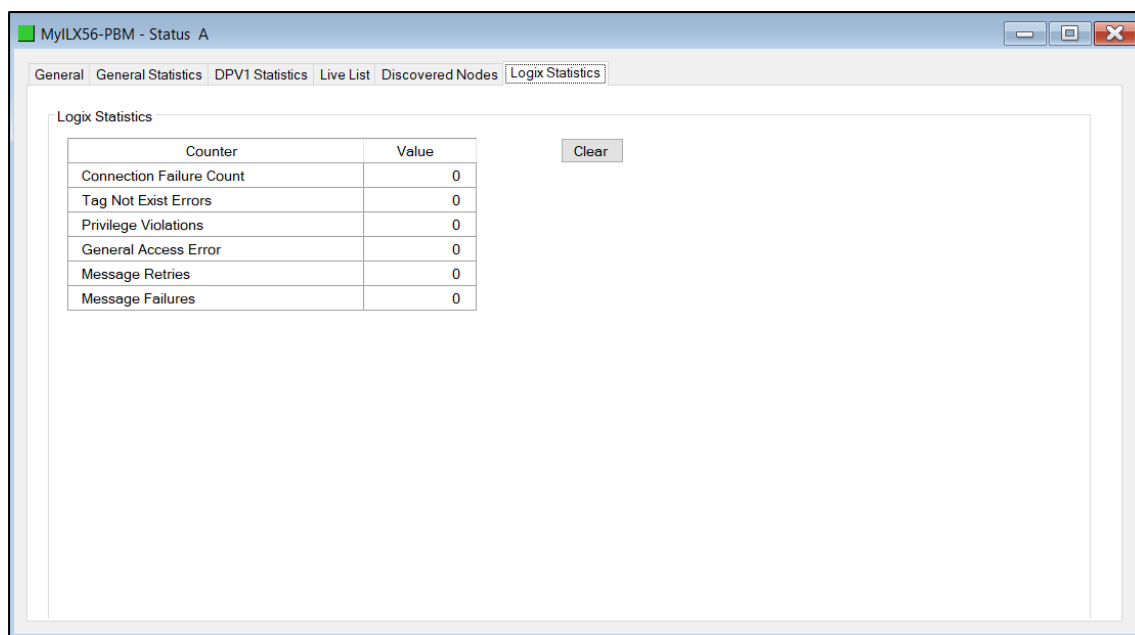 MyILX56-PBM - Status A
General General Statistics DPV1 Statistics Live List Discovered Nodes Logix Statistics
Logix Statistics
Counter Value Clear
Connection Failure Count 0
Tag Not Exist Errors 0
Privilege Violations 0
General Access Error 0
Message Retries 0
Message Failures 0